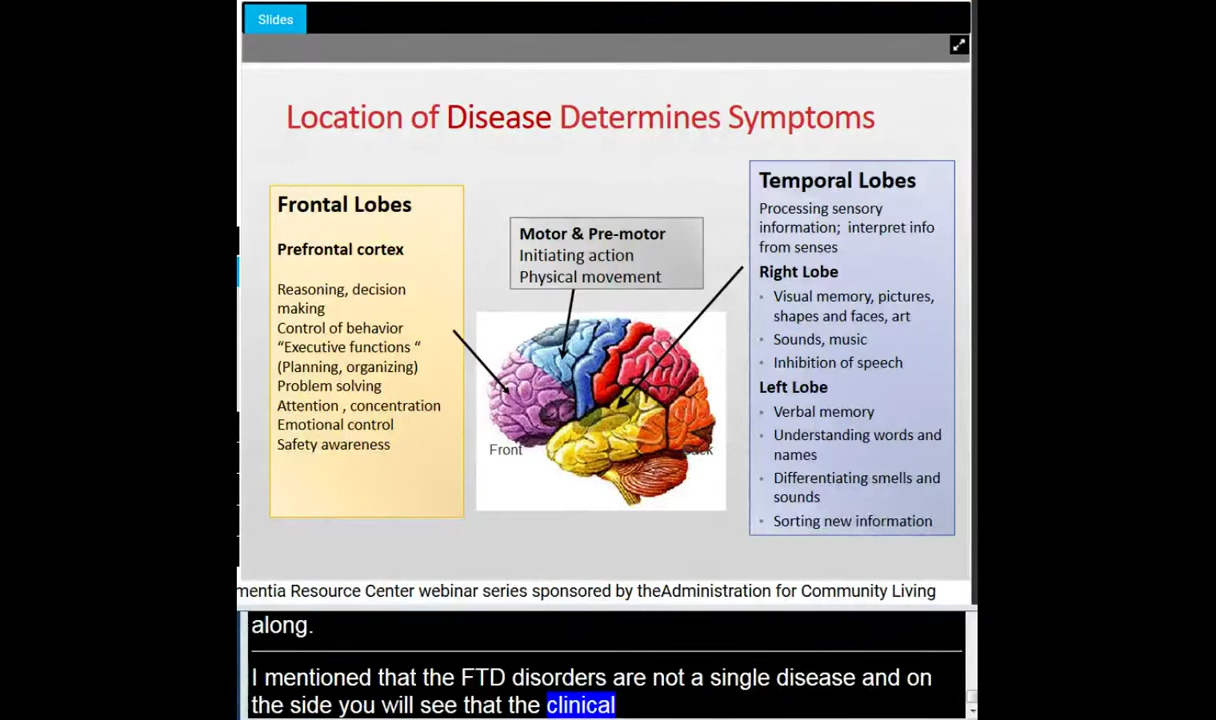 Slides
Location of Disease Determines Symptoms
Frontal Lobes
Prefrontal cortex
Reasoning, decision
making
Control of behavior
“Executive functions “
(Planning, organizing)
Problem solving
Attention , concentration
Emotional control
Safety awareness
Motor & Pre-motor
Initiating action
Physical movement
Front
Temporal Lobes
Processing sensory
information; interpret info
from senses
Right Lobe
Visual memory, pictures,
shapes and faces, art
Sounds, music
Inhibition of speech
Left Lobe
Verbal memory
Understanding words and
names
Differentiating smells and
sounds
Sorting new information
mentia Resource Center webinar series sponsored by theAdministration for Community Living
along.
I mentioned that the FTD disorders are not a single disease and on
the side you will see that the clinical